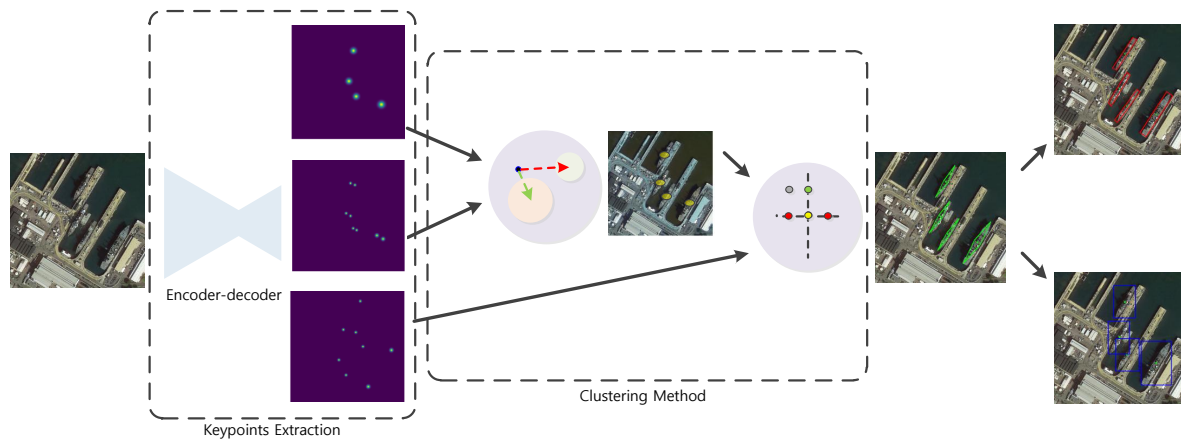 Encoder-decoder
Clustering Method
Keypoints Extraction